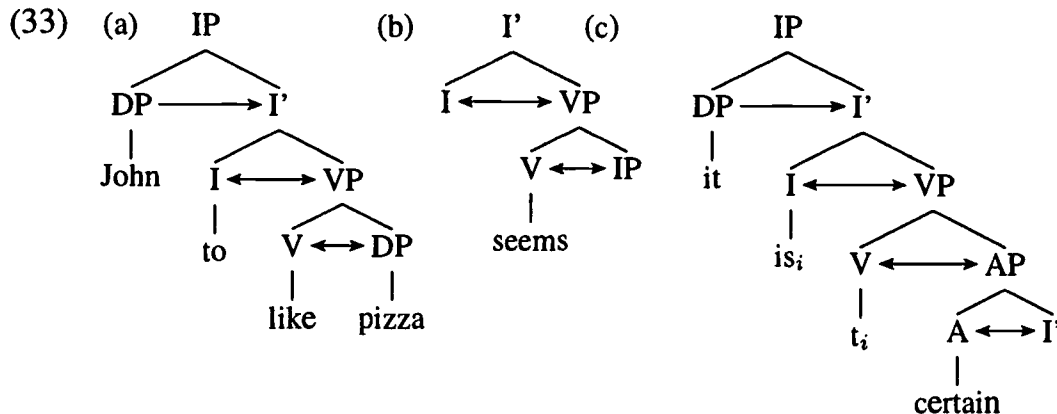 (33) (a) IP (b) I' (c) IP
DP I' I VP DP I'
John I VP V IP it I VP
to V DP seems is_i V AP
like pizza t_i A I'
certain